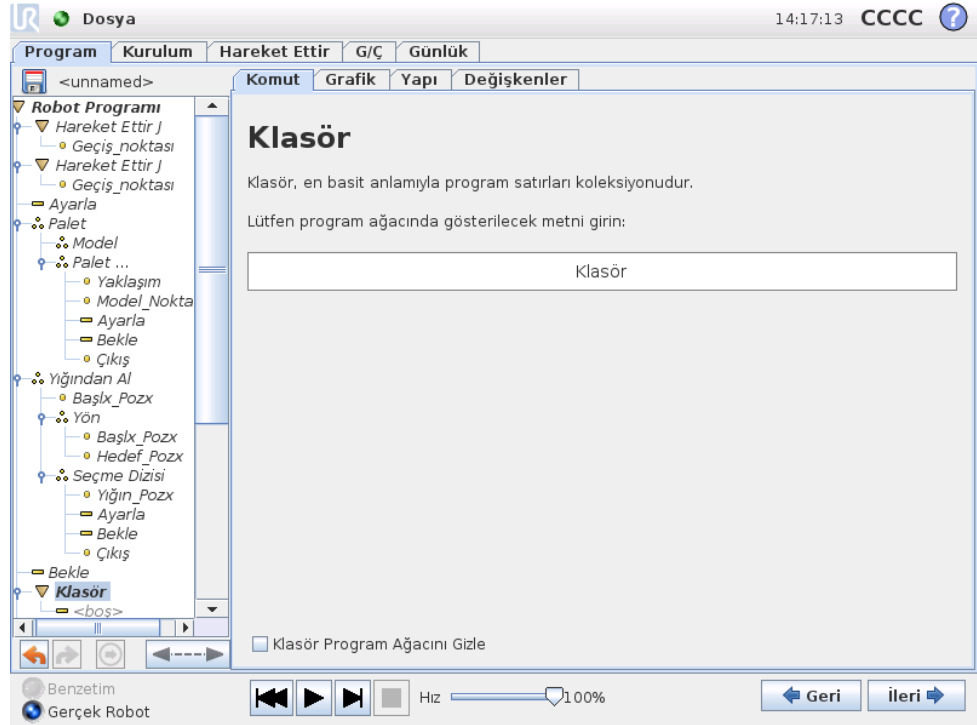 Dosya
14:17:13 CCCC ?
Program Kurulum Hareket Ettir G/Ç Günlük
<unnamed>
Komut Grafik Yapı Değişkenler
Robot Programı
Hareket Ettir J
Geçiş_noktası
Hareket Ettir J
Geçiş_noktası
Ayarla
Palet
Model
Palet ...
Yaklaşım
Model_Nokta
Ayarla
Bekle
Çıkış
Yığından Al
Başlx_Pozx
Yön
Başlx_Pozx
Hedef_Pozx
Seçme Dizisi
Yığın_Pozx
Ayarla
Bekle
Çıkış
Bekle
Klasör
<boş>
Klasör
Klasör, en basit anlamıyla program satırları koleksiyonudur.
Lütfen program ağacında gösterilecek metni girin:
Klasör
Klasör Program Ağacını Gizle
Benzetim
Gerçek Robot
Hız 100%
Geri İleri